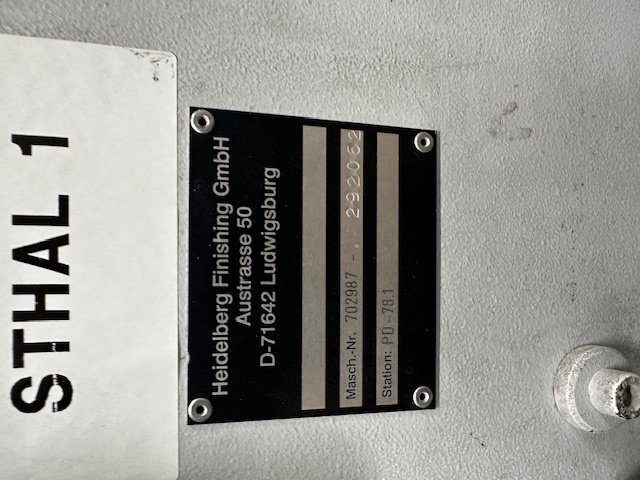 STHAL 1
Heidelberg Finishing GmbH
Austrasse 50
D-71642 Ludwigsburg
Masch.-Nr. 702987 -, 292062
Station: PD-78.1